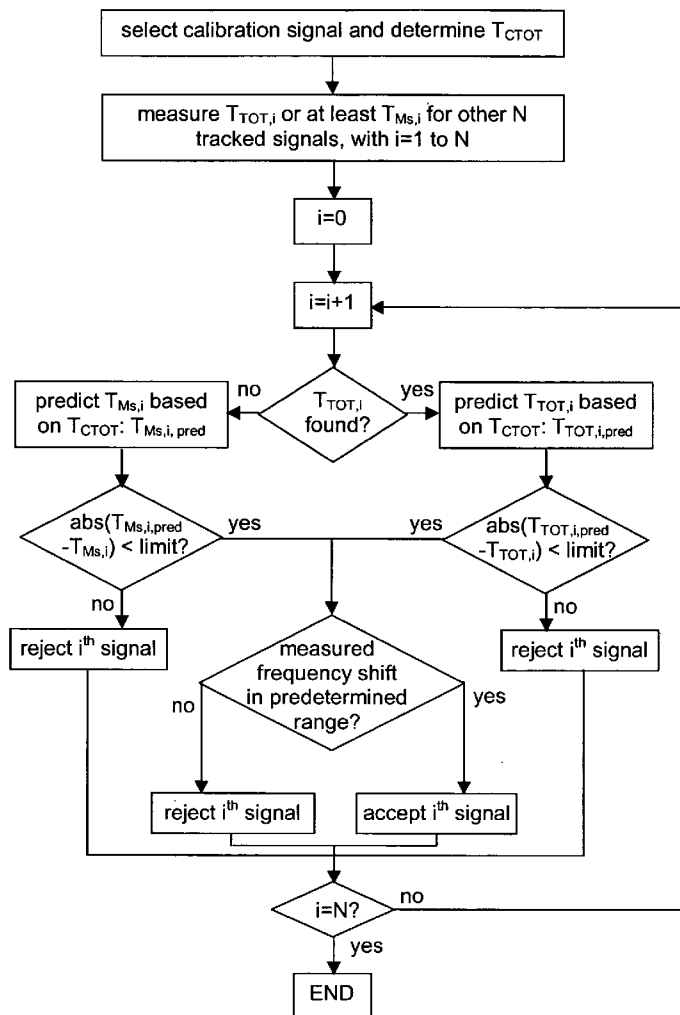 select calibration signal and determine T_CTOT
measure T_TOT,i or at least T_Ms,i for other N
tracked signals, with i=1 to N
i=0
i=i+1
no
T_TOT,i
found?
yes
predict T_Ms,i based
on T_CTOT: T_Ms,i, pred
predict T_TOT,i based
on T_CTOT: T_TOT,i,pred
abs(T_Ms,i,pred
-T_Ms,i) < limit?
yes
yes
abs(T_TOT,i,pred
-T_TOT,i) < limit?
no
no
reject i^th signal
measured
frequency shift
in predetermined
range?
reject i^th signal
no
yes
reject i^th signal
accept i^th signal
i=N?
no
yes
END